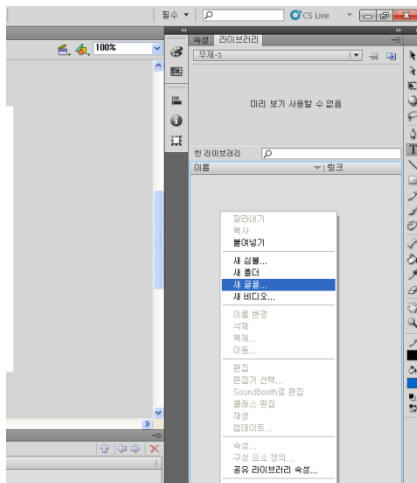 필수
CS Live
100%
속성 라이브러리
무제-3
미리 보기 사용할 수 없음
빈 라이브러리
이름 링크
잘라내기
복사
붙여넣기
새 심볼...
새 폴더
새 글꼴...
새 비디오...
이름 변경
삭제
복제...
이동...
편집
편집기 선택...
Soundbooth로 편집
클래스 편집
재생
업데이트...
속성...
구성 요소 정의...
공유 라이브러리 속성...